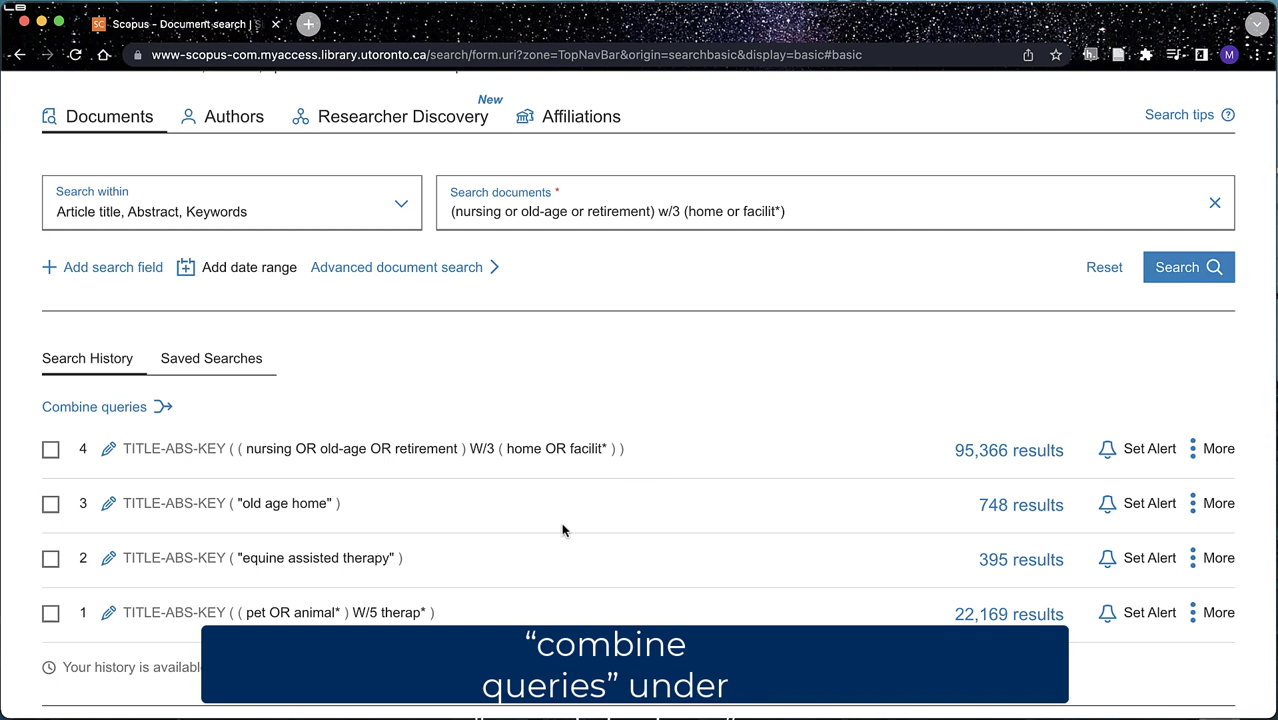 Scopus - Document search | S
www-scopus-com.myaccess.library.utoronto.ca/search/form.uri?zone=TopNavBar&origin=searchbasic&display=basic#basic
M
New
Documents Authors Researcher Discovery Affiliations Search tips
Search within
Article title, Abstract, Keywords
Search documents *
(nursing or old-age or retirement) w/3 (home or facilit*)
Add search field Add date range Advanced document search Reset Search
Search History Saved Searches
Combine queries
4 TITLE-ABS-KEY ( ( nursing OR old-age OR retirement ) W/3 ( home OR facilit* ) ) 95,366 results Set Alert More
3 TITLE-ABS-KEY ( "old age home" ) 748 results Set Alert More
2 TITLE-ABS-KEY ( "equine assisted therapy" ) 395 results Set Alert More
1 TITLE-ABS-KEY ( ( pet OR animal* ) W/5 therap* ) 22,169 results Set Alert More
Your history is availabl
“combine
queries” under